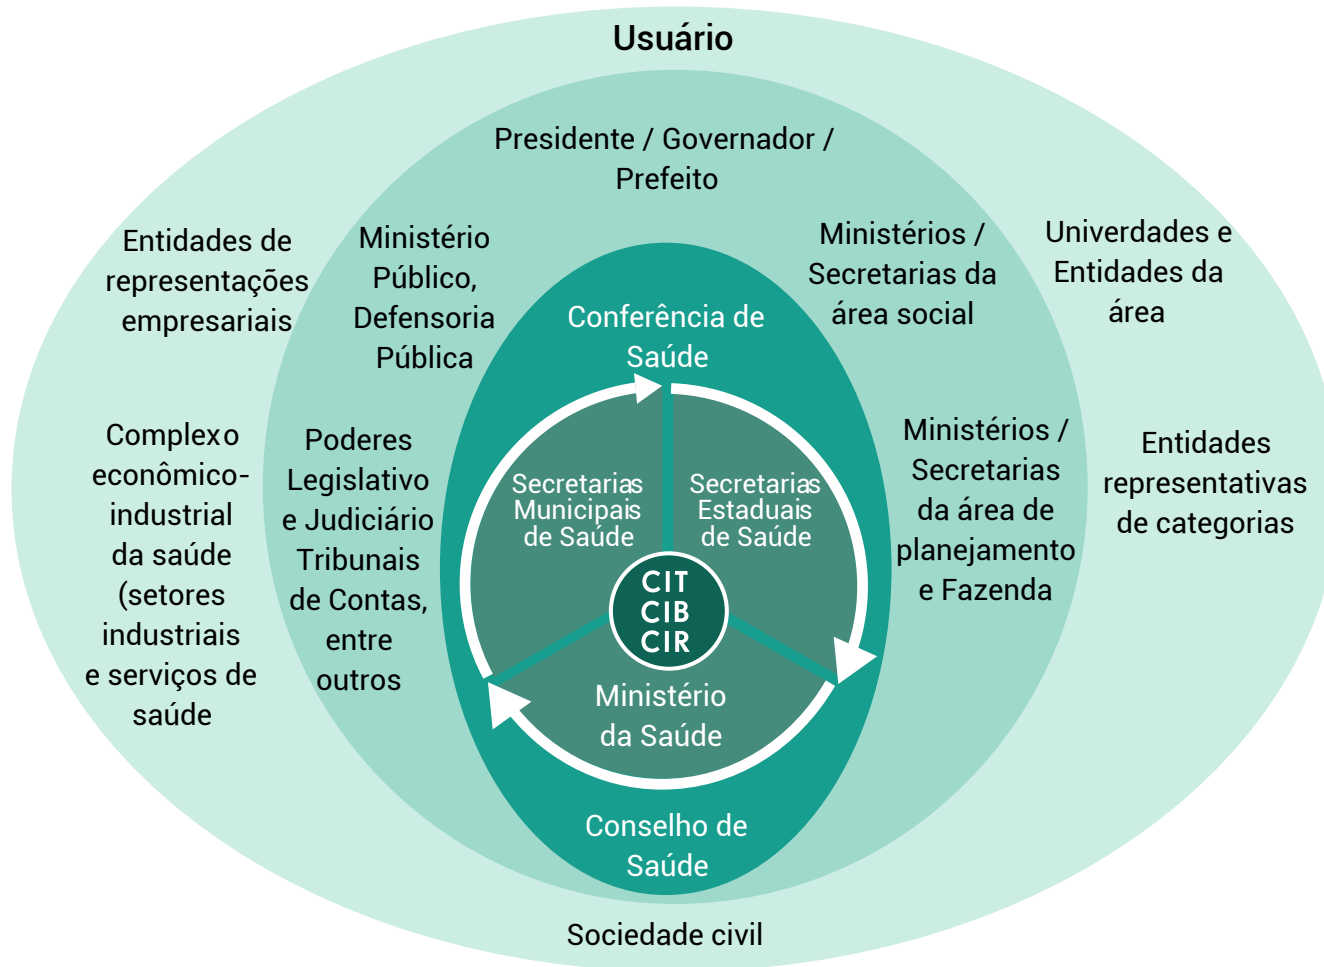 Usuário
Presidente / Governador /
Prefeito
Entidades de
representações
empresariais
Ministério
Público,
Defensoria
Pública
Ministérios /
Secretarias da
área social
Univerdades e
Entidades da
área
Conferência de
Saúde
Complexo
econômico-
industrial
da saúde
(setores
industriais
e serviços de
saúde
Poderes
Legislativo
e Judiciário
Tribunais
de Contas,
entre
outros
Secretarias
Municipais
de Saúde
Secretarias
Estaduais
de Saúde
Ministérios /
Secretarias
da área de
planejamento
e Fazenda
Entidades
representativas
de categorias
CIT
CIB
CIR
Ministério
da Saúde
Conselho de
Saúde
Sociedade civil